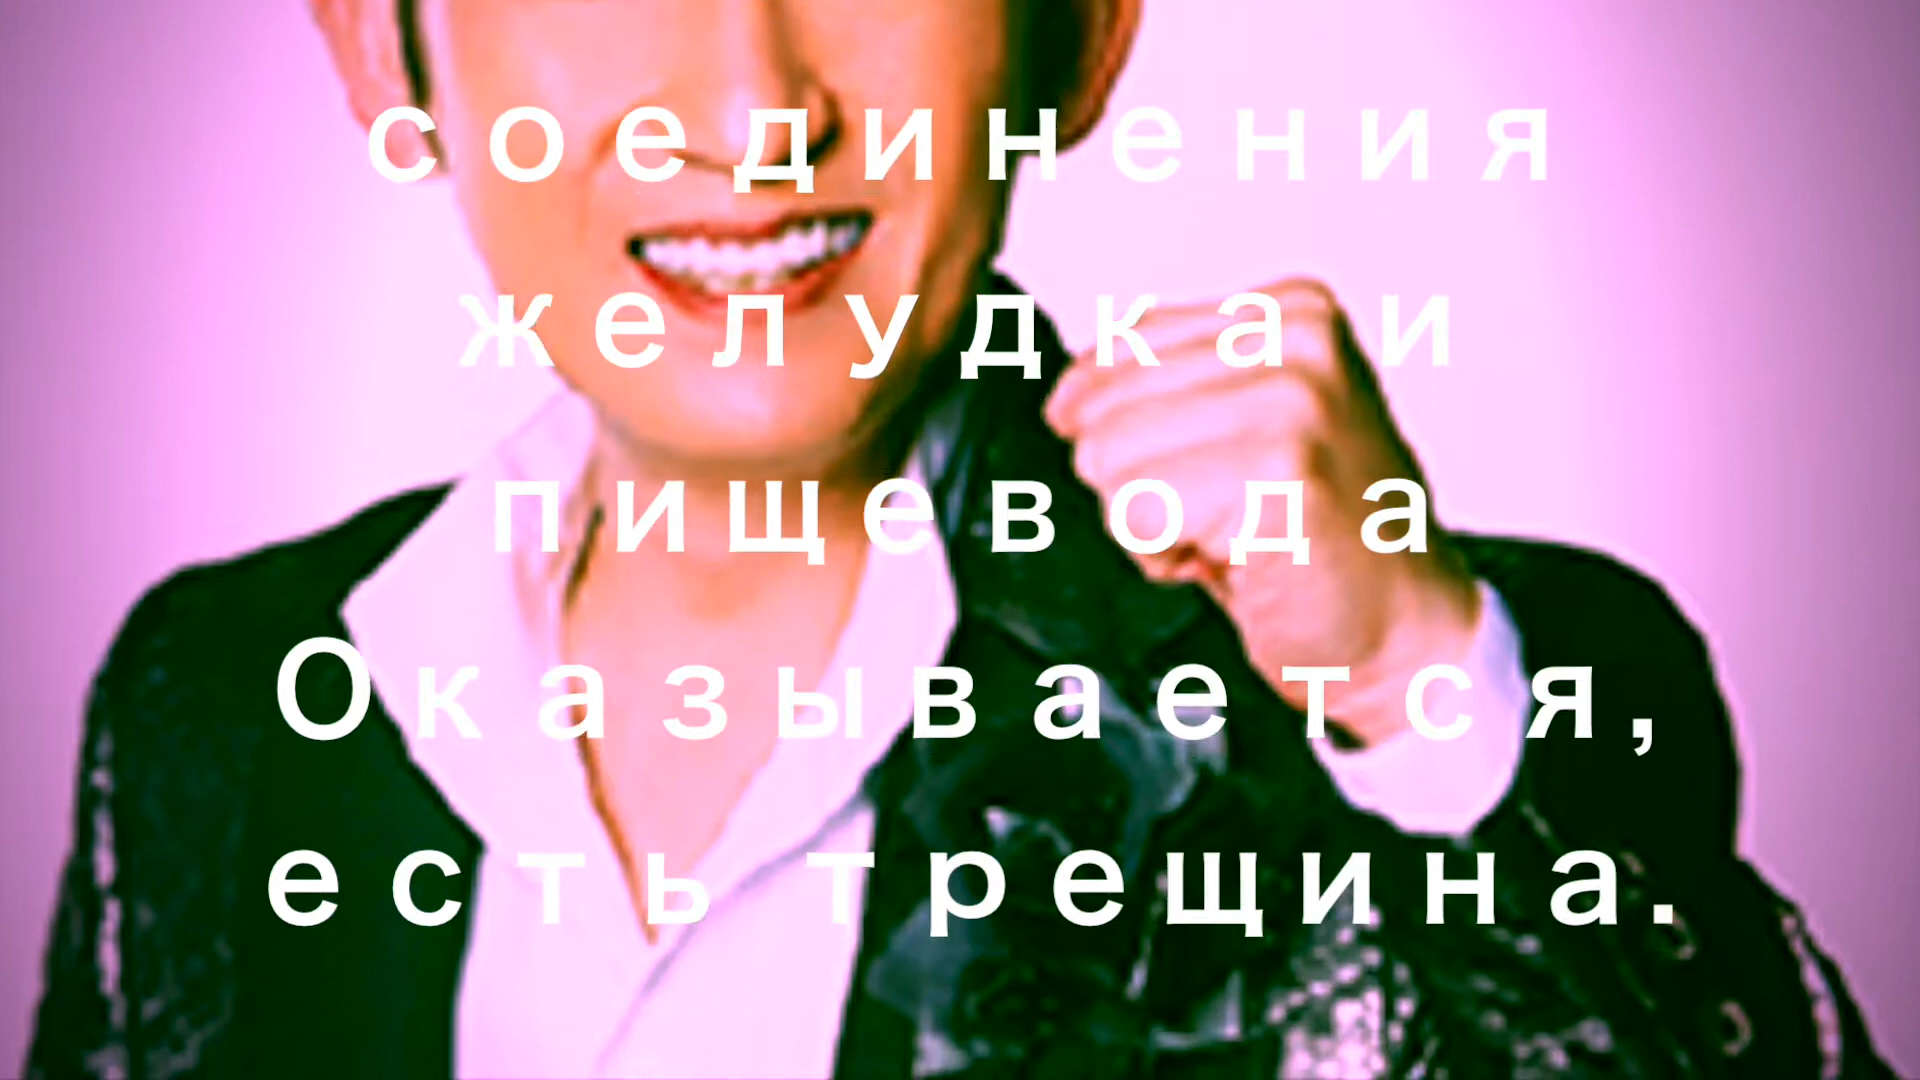 соединения
желудка и
пищевода
Оказывается,
есть трещина.